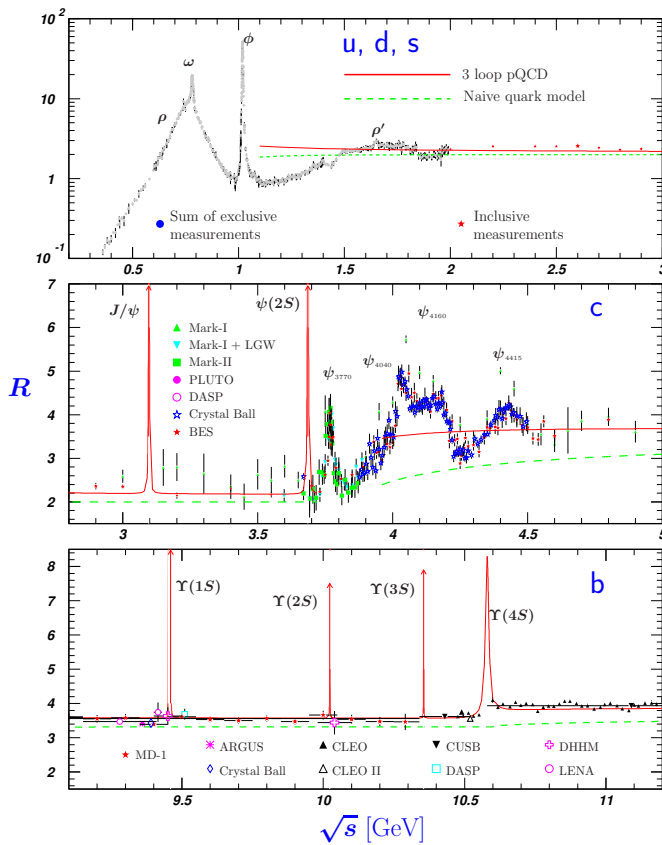 10²
u, d, s
φ
ω
3 loop pQCD
Naive quark model
10
ρ
ρ′
1
Sum of exclusive
measurements
Inclusive
measurements
10⁻¹
0.5 1 1.5 2 2.5 3
7
J/ψ
ψ(2S)
c
ψ₄₁₆₀
Mark-I
Mark-I + LGW
Mark-II
PLUTO
DASP
Crystal Ball
BES
ψ₃₇₇₀
ψ₄₀₄₀
ψ₄₄₁₅
6
5
R
4
3
2
3 3.5 4 4.5 5
8
ϒ(1S)
ϒ(2S)
ϒ(3S)
ϒ(4S)
b
7
6
5
4
3
2
MD-1
ARGUS
CLEO
CUSB
DHHM
Crystal Ball
CLEO II
DASP
LENA
9.5 10 10.5 11
√s [GeV]